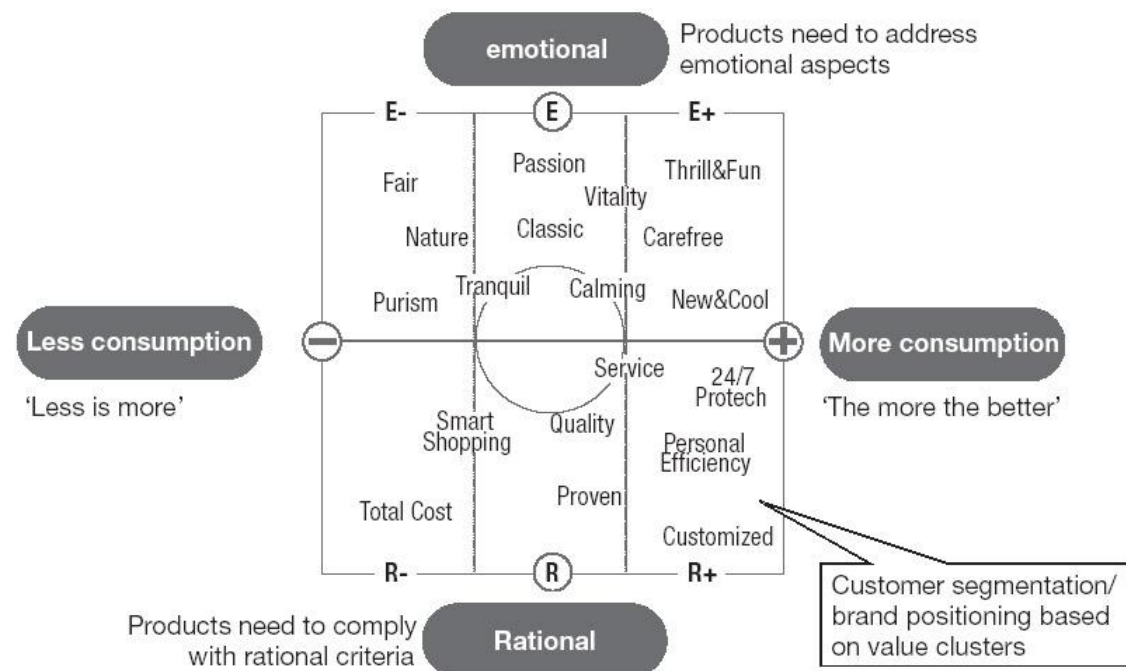 emotional
Products need to address
emotional aspects
E-
E
E+
Passion
Thrill&Fun
Fair
Vitality
Classic
Nature
Carefree
Tranquil
Calming
New&Cool
Purism
Less consumption
−
+
More consumption
'Less is more'
'The more the better'
Service
24/7
Protech
Smart
Shopping
Quality
Personal
Efficiency
Proven
Total Cost
Customized
R-
R
R+
Customer segmentation/
brand positioning based
on value clusters
Products need to comply
with rational criteria
Rational